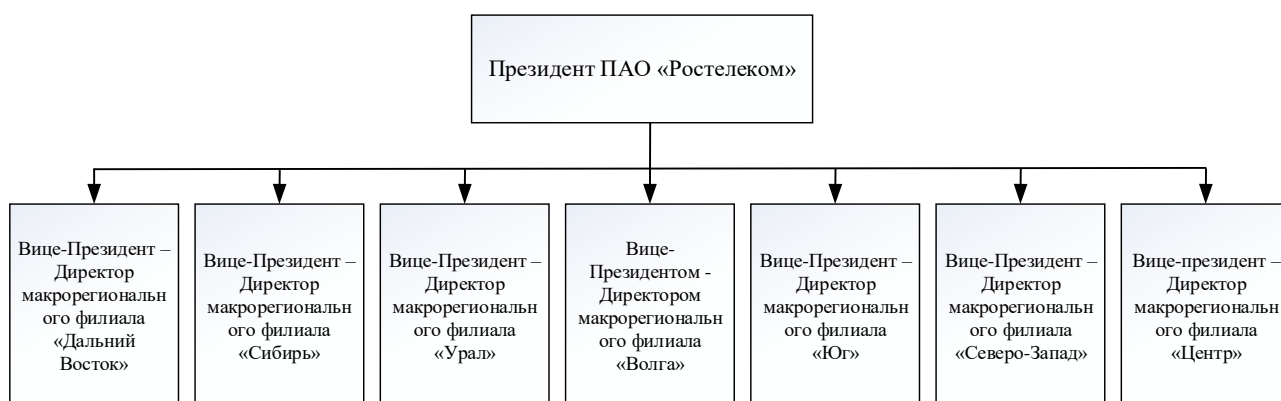 Президент ПАО «Ростелеком»
Вице-Президент –
Директор
макрорегиональн
ого филиала
«Дальний
Восток»
Вице-Президент –
Директор
макрорегиональн
ого филиала
«Сибирь»
Вице-Президент –
Директор
макрорегиональн
ого филиала
«Урал»
Вице-
Президентом -
Директором
макрорегиональн
ого филиала
«Волга»
Вице-Президент –
Директор
макрорегиональн
ого филиала
«Юг»
Вице-Президент –
Директор
макрорегиональн
ого филиала
«Северо-Запад»
Вице-президент –
Директор
макрорегиональн
ого филиала
«Центр»